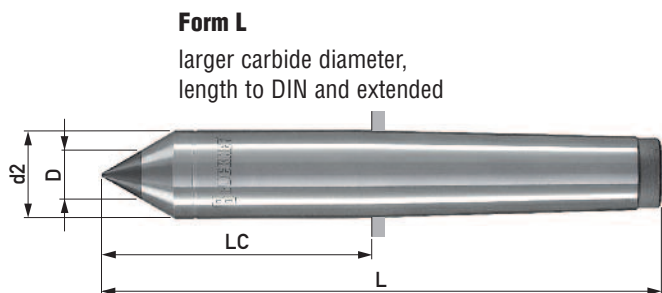 Form L
larger carbide diameter,
length to DIN and extended
d2
D
LC
L